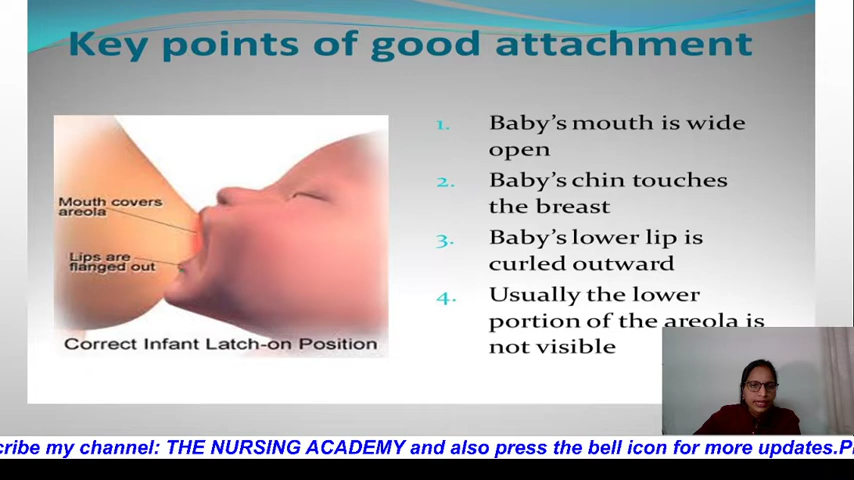 Key points of good attachment
Mouth covers
areola
Lips are
flanged out
Correct Infant Latch-on Position
1. Baby's mouth is wide
open
2. Baby's chin touches
the breast
3. Baby's lower lip is
curled outward
4. Usually the lower
portion of the areola is
not visible
cribe my channel: THE NURSING ACADEMY and also press the bell icon for more updates.P